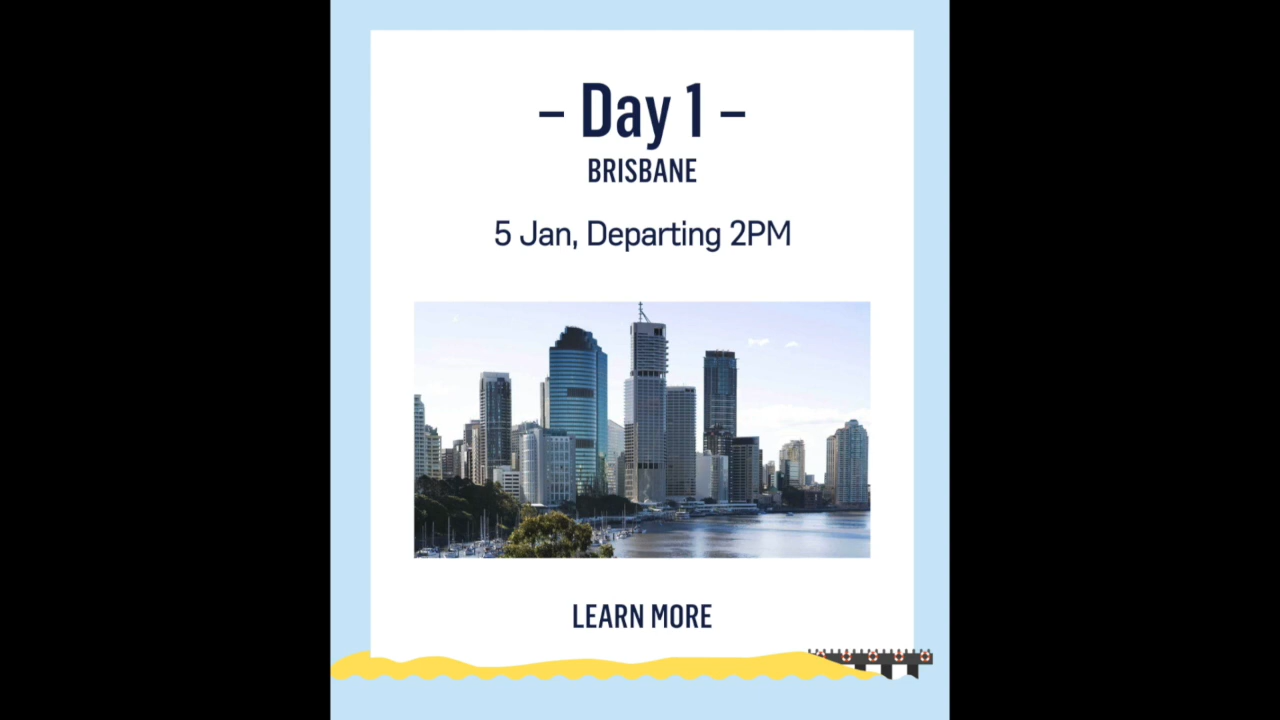 – Day 1 –
BRISBANE
5 Jan, Departing 2PM
LEARN MORE